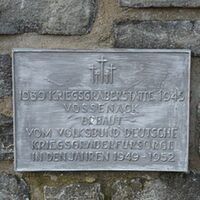 1939 KRIEGSGRÄBERSTÄTTE 1945
VOSSENACK
ERBAUT
VOM VOLKSBUND DEUTSCHE
KRIEGSGRÄBERFÜRSORGE
IN DEN JAHREN 1949-1952